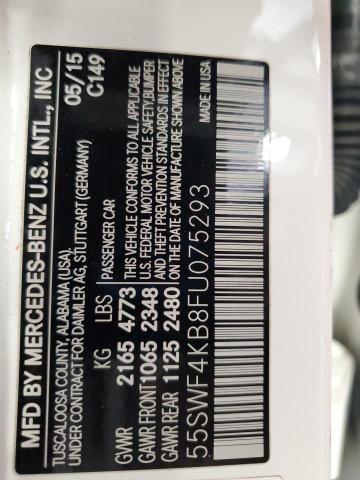 MFD BY MERCEDES-BENZ U.S. INTL., INC
TUSCALOOSA COUNTY, ALABAMA (USA),
UNDER CONTRACT FOR DAIMLER AG, STUTTGART (GERMANY)
05/15
C149
KG LBS PASSENGER CAR
GVWR 2165 4773 THIS VEHICLE CONFORMS TO ALL APPLICABLE
GAWR FRONT 1065 2348 U.S. FEDERAL MOTOR VEHICLE SAFETY, BUMPER
GAWR REAR 1125 2480 AND THEFT PREVENTION STANDARDS IN EFFECT
ON THE DATE OF MANUFACTURE SHOWN ABOVE
55SWF4KB8FU075293
MADE IN USA